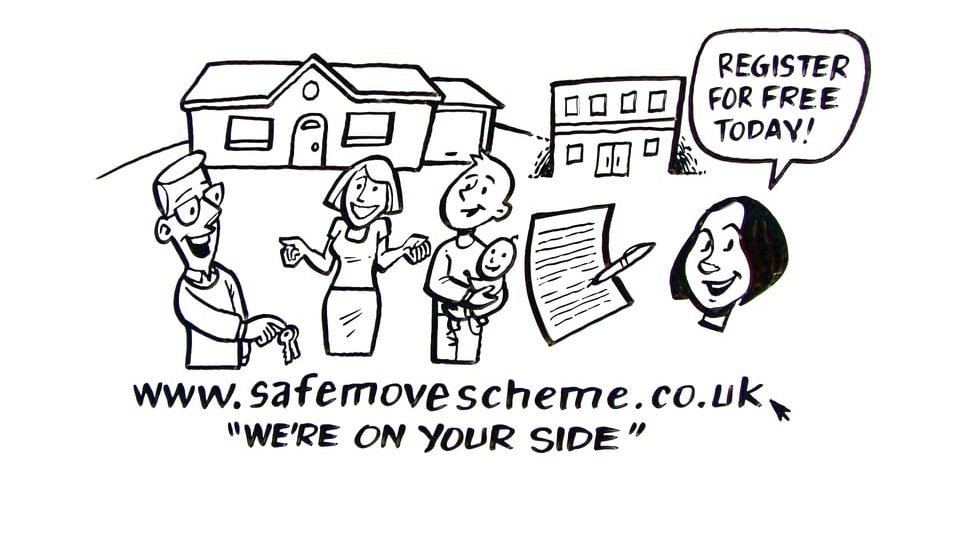 REGISTER
FOR FREE
TODAY!
www.safemovescheme.co.uk
"WE'RE ON YOUR SIDE"